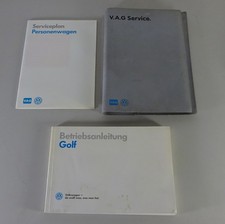 Serviceplan
Personenwagen
V.A.G Service.
Betriebsanleitung
Golf